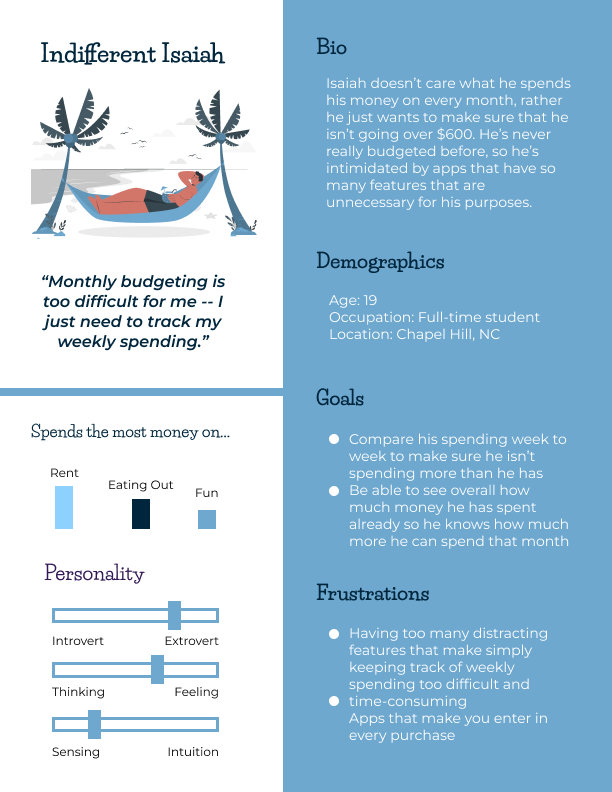 Indifferent Isaiah
“Monthly budgeting is
too difficult for me -- I
just need to track my
weekly spending.”
Spends the most money on...
Rent
Eating Out
Fun
Personality
Introvert Extrovert
Thinking Feeling
Sensing Intuition
Bio
Isaiah doesn’t care what he spends
his money on every month, rather
he just wants to make sure that he
isn’t going over $600. He’s never
really budgeted before, so he’s
intimidated by apps that have so
many features that are
unnecessary for his purposes.
Demographics
Age: 19
Occupation: Full-time student
Location: Chapel Hill, NC
Goals
Compare his spending week to
week to make sure he isn’t
spending more than he has
Be able to see overall how
much money he has spent
already so he knows how much
more he can spend that month
Frustrations
Having too many distracting
features that make simply
keeping track of weekly
spending too difficult and
time-consuming
Apps that make you enter in
every purchase